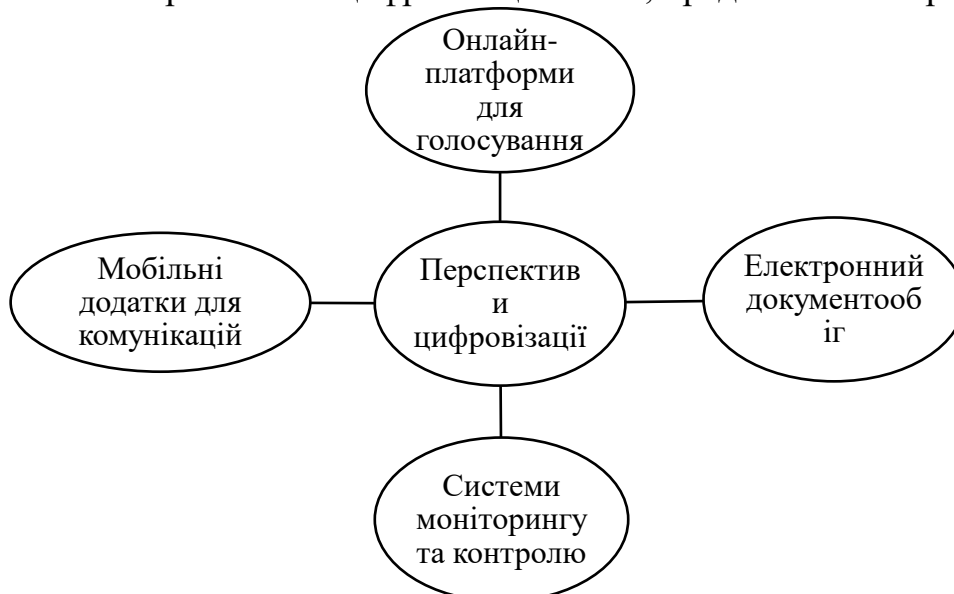 Онлайн-
платформи
для
голосування
Мобільні
додатки для
комунікацій
Перспектив
и
цифровізації
Електронний
документооб
іг
Системи
моніторингу
та контролю